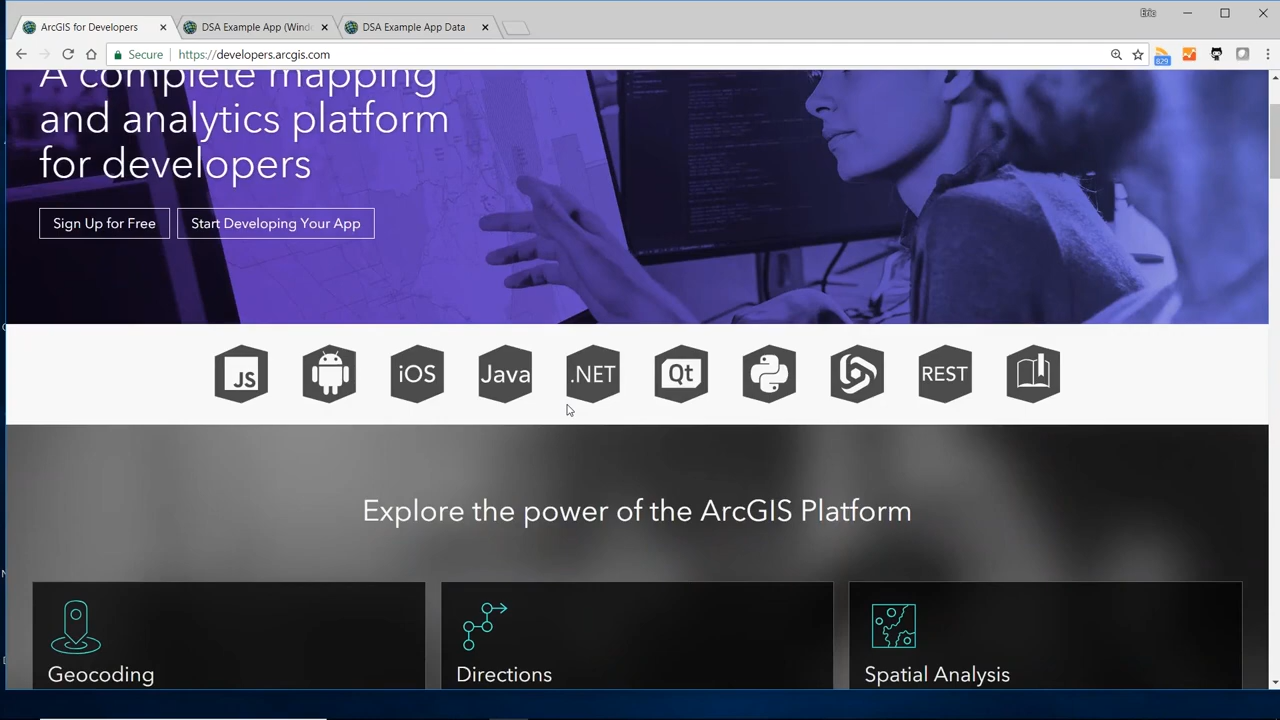 Eric
ArcGIS for Developers
DSA Example App (Wind
DSA Example App Data
Secure
https://developers.arcgis.com
829
A complete mapping
and analytics platform
for developers
Sign Up for Free
Start Developing Your App
JS
iOS
Java
.NET
Qt
REST
Explore the power of the ArcGIS Platform
Geocoding
Directions
Spatial Analysis